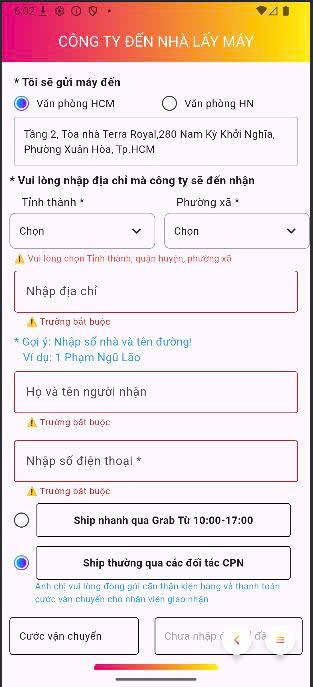 6:02
CÔNG TY ĐẾN NHÀ LẤY MÁY
* Tôi sẽ gửi máy đến
Văn phòng HCM
Văn phòng HN
Tầng 2, Tòa nhà Terra Royal,280 Nam Kỳ Khởi Nghĩa,
Phường Xuân Hòa, Tp.HCM
* Vui lòng nhập địa chỉ mà công ty sẽ đến nhận
Tỉnh thành *
Phường xã *
Chọn
Chọn
Vui lòng chọn Tỉnh thành, quận huyện, phường xã
Nhập địa chỉ
Trường bắt buộc
* Gợi ý: Nhập số nhà và tên đường!
Ví dụ: 1 Phạm Ngũ Lão
Họ và tên người nhận
Trường bắt buộc
Nhập số điện thoại *
Trường bắt buộc
Ship nhanh qua Grab Từ 10:00-17:00
Ship thường qua các đối tác CPN
Anh chị vui lòng đóng gói cẩn thận kiện hàng và thanh toán
cước vận chuyển cho nhân viên giao nhận
Cước vận chuyển
Chưa nhập